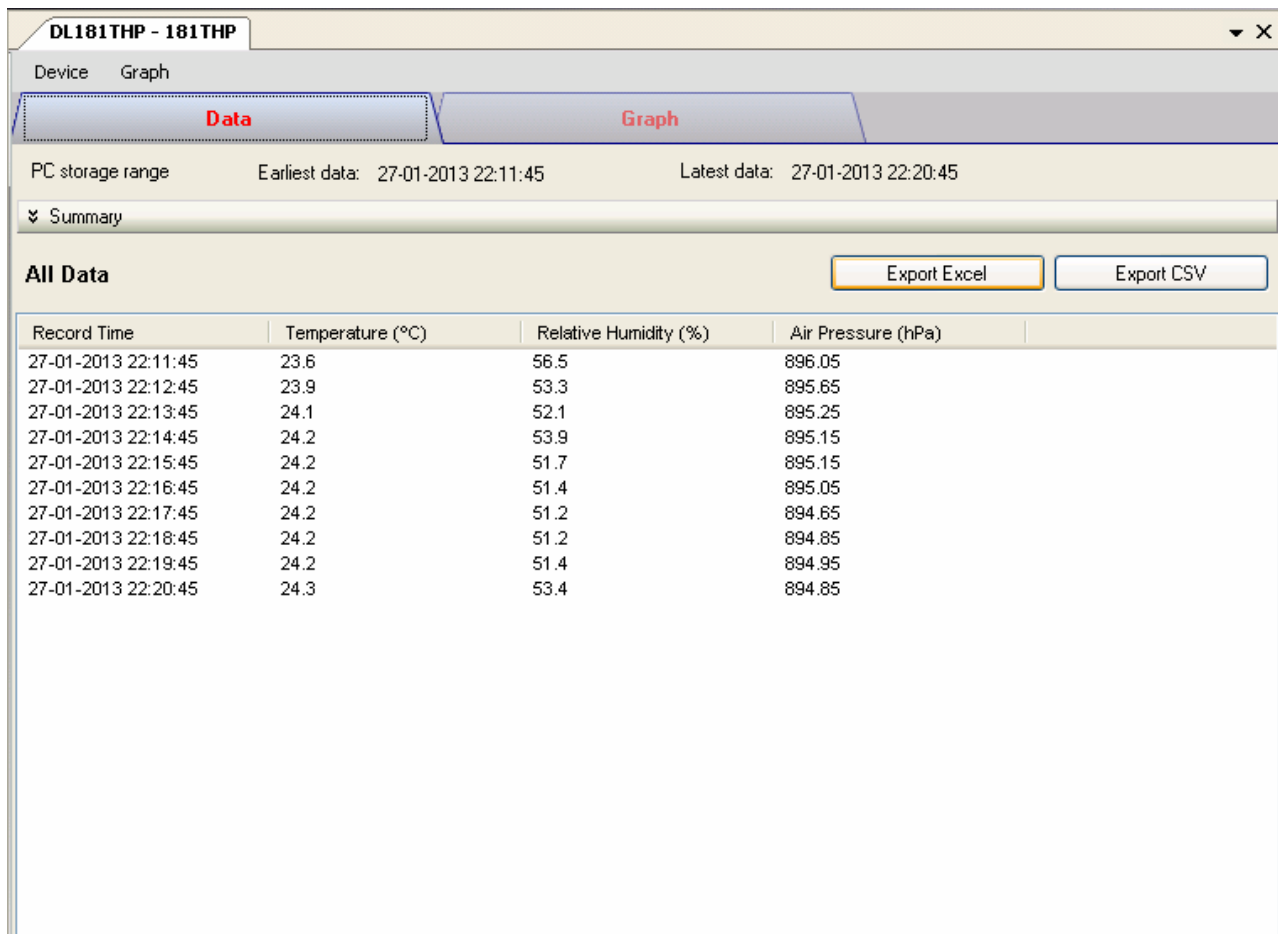 DL181THP - 181THP
Device Graph
Data Graph
PC storage range Earliest data: 27-01-2013 22:11:45 Latest data: 27-01-2013 22:20:45
Summary
All Data Export Excel Export CSV
Record Time Temperature (°C) Relative Humidity (%) Air Pressure (hPa)
27-01-2013 22:11:45 23.6 56.5 896.05
27-01-2013 22:12:45 23.9 53.3 895.65
27-01-2013 22:13:45 24.1 52.1 895.25
27-01-2013 22:14:45 24.2 53.9 895.15
27-01-2013 22:15:45 24.2 51.7 895.15
27-01-2013 22:16:45 24.2 51.4 895.05
27-01-2013 22:17:45 24.2 51.2 894.65
27-01-2013 22:18:45 24.2 51.2 894.85
27-01-2013 22:19:45 24.2 51.4 894.95
27-01-2013 22:20:45 24.3 53.4 894.85